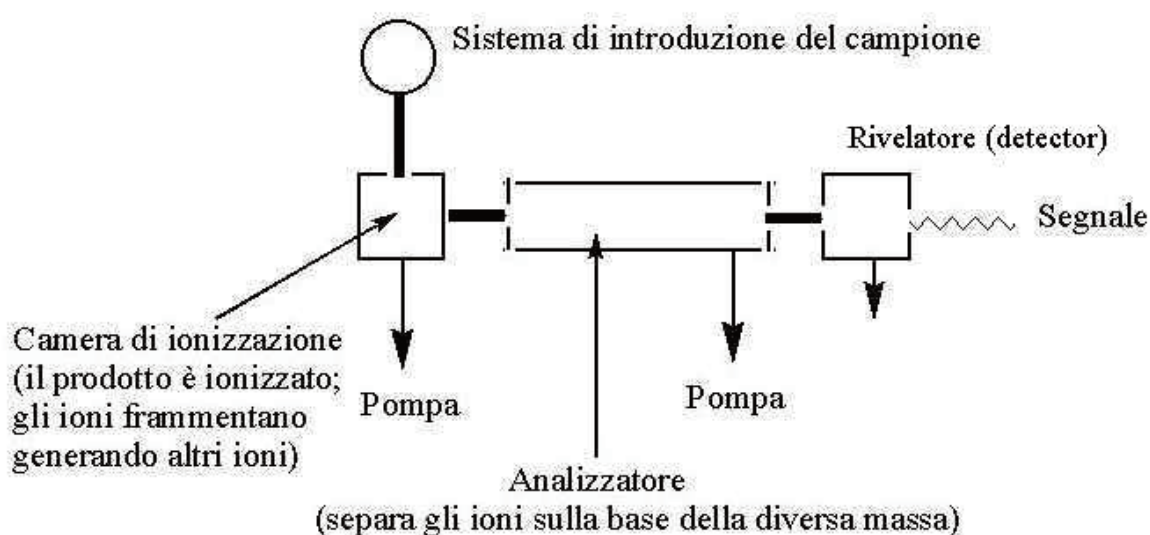 Sistema di introduzione del campione
Rivelatore (detector)
Segnale
Camera di ionizzazione
(il prodotto è ionizzato;
gli ioni frammentano
generando altri ioni)
Pompa
Pompa
Analizzatore
(separa gli ioni sulla base della diversa massa)